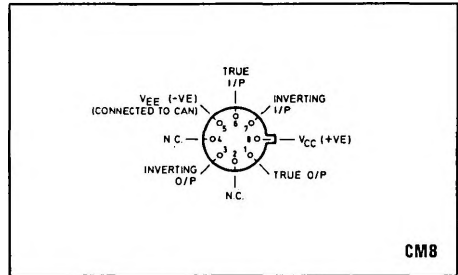 TRUE
I/P
VEE (-VE)
(CONNECTED TO CAN)
INVERTING
I/P
5
6
7
N.C.
4
8
VCC (+VE)
3
2
1
INVERTING
O/P
TRUE O/P
N.C.
CM8